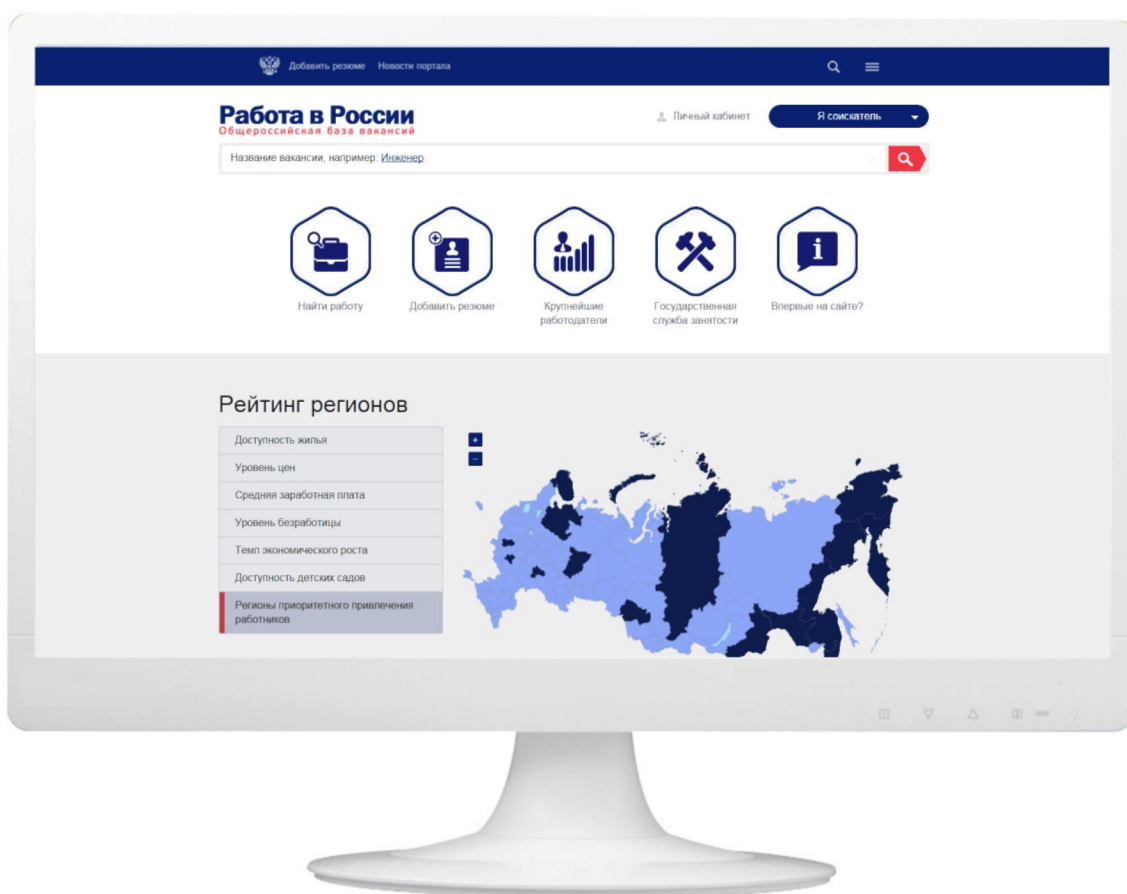 Добавить резюме Новости портала
Работа в России
Общероссийская база вакансий
Личный кабинет
Я соискатель
Название вакансии, например: Инженер
Найти работу
Добавить резюме
Крупнейшие
работодатели
Государственная
служба занятости
Впервые на сайте?
Рейтинг регионов
Доступность жилья
Уровень цен
Средняя заработная плата
Уровень безработицы
Темп экономического роста
Доступность детских садов
Регионы приоритетного привлечения
работников